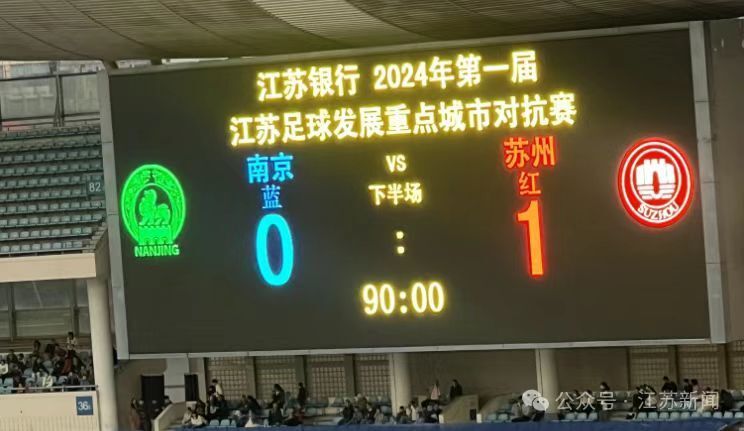 江苏银行 2024年第一届
江苏足球发展重点城市对抗赛
南京 VS 苏州
蓝 下半场 红
0 : 1
90:00
NANJING
SUZHOU
82
36
公众号 · 江苏新闻